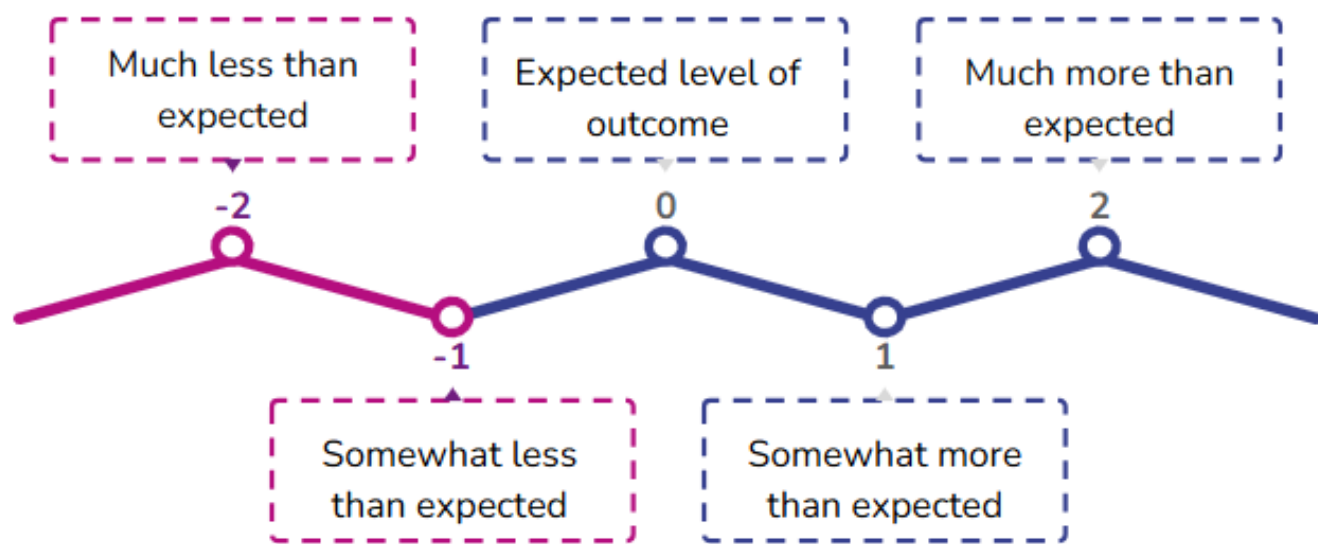 Much less than
expected
Expected level of
outcome
Much more than
expected
-2
0
2
-1
1
Somewhat less
than expected
Somewhat more
than expected